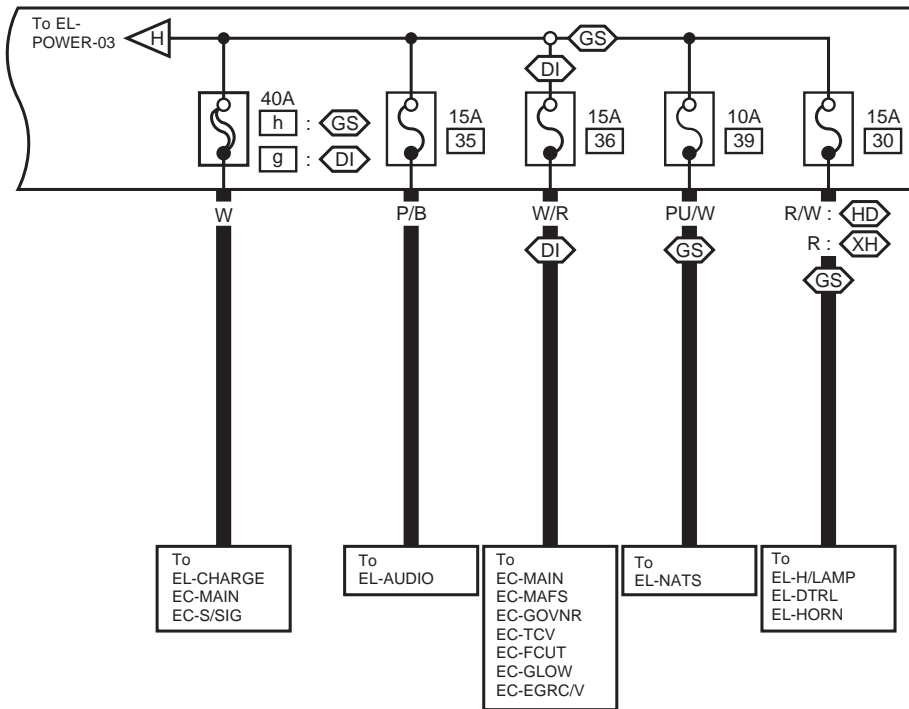 To EL-
POWER-03
H
GS
DI
40A
h : GS
g : DI
15A
35
15A
36
10A
39
15A
30
W
P/B
W/R
DI
PU/W
GS
R/W : HD
R : XH
GS
To
EL-CHARGE
EC-MAIN
EC-S/SIG
To
EL-AUDIO
To
EC-MAIN
EC-MAFS
EC-GOVNR
EC-TCV
EC-FCUT
EC-GLOW
EC-EGRC/V
To
EL-NATS
To
EL-H/LAMP
EL-DTRL
EL-HORN